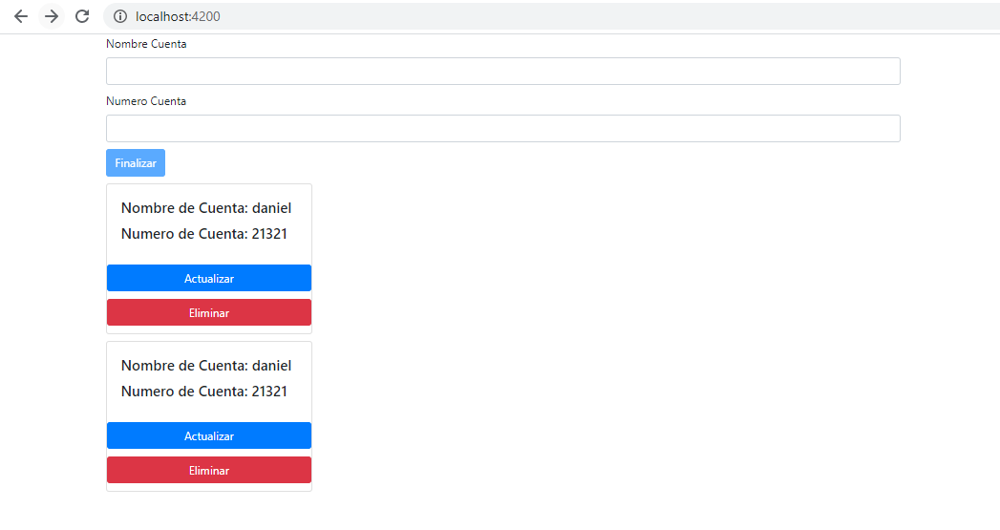 localhost:4200
Nombre Cuenta
Numero Cuenta
Finalizar
Nombre de Cuenta: daniel
Numero de Cuenta: 21321
Actualizar
Eliminar
Nombre de Cuenta: daniel
Numero de Cuenta: 21321
Actualizar
Eliminar